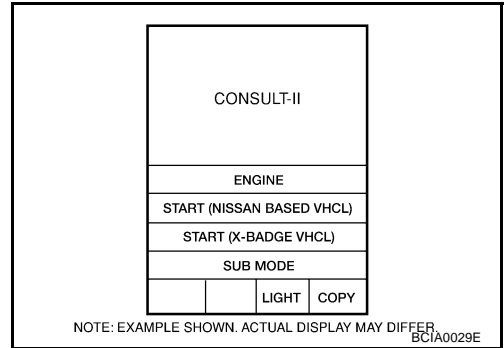 CONSULT-II
ENGINE
START (NISSAN BASED VHCL)
START (X-BADGE VHCL)
SUB MODE
LIGHT COPY
NOTE: EXAMPLE SHOWN. ACTUAL DISPLAY MAY DIFFER.
BCIA0029E